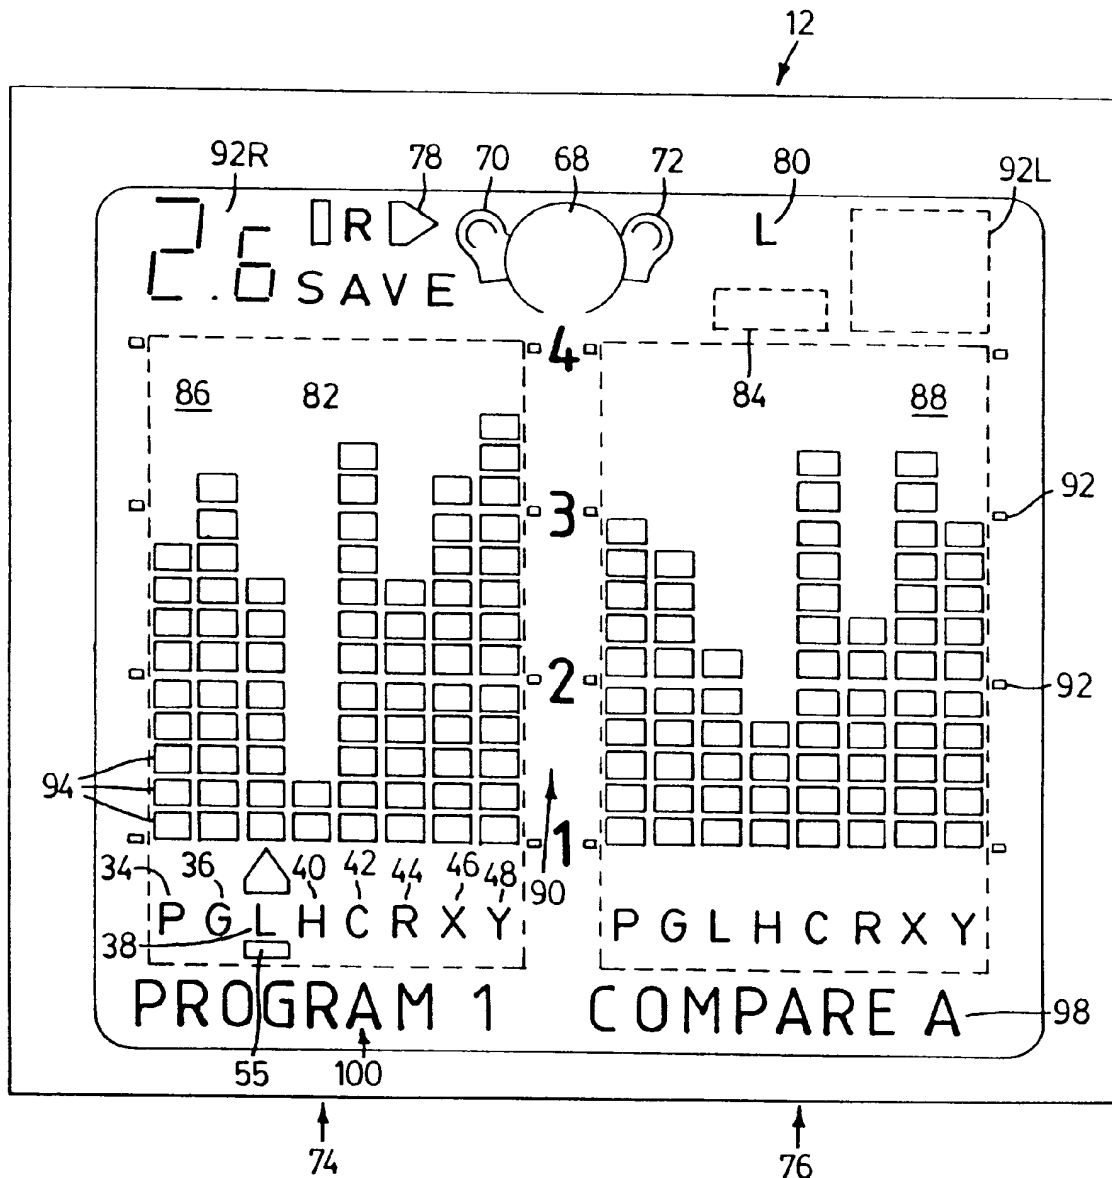 12
92R 78 70 68 72 80 92L
2.6 R L
SAVE
4
86 82 84 88
3 92
2 92
94
1
34 36 40 42 44 46 48 90
P G L H C R X Y P G L H C R X Y
38
PROGRAM 1 COMPARE A 98
55 100
74 76